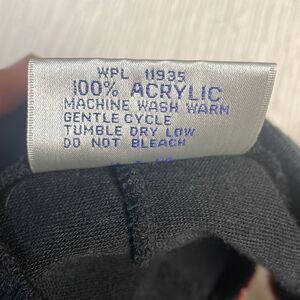 WPL 11935
100% ACRYLIC
MACHINE WASH WARM
GENTLE CYCLE
TUMBLE DRY LOW
DO NOT BLEACH